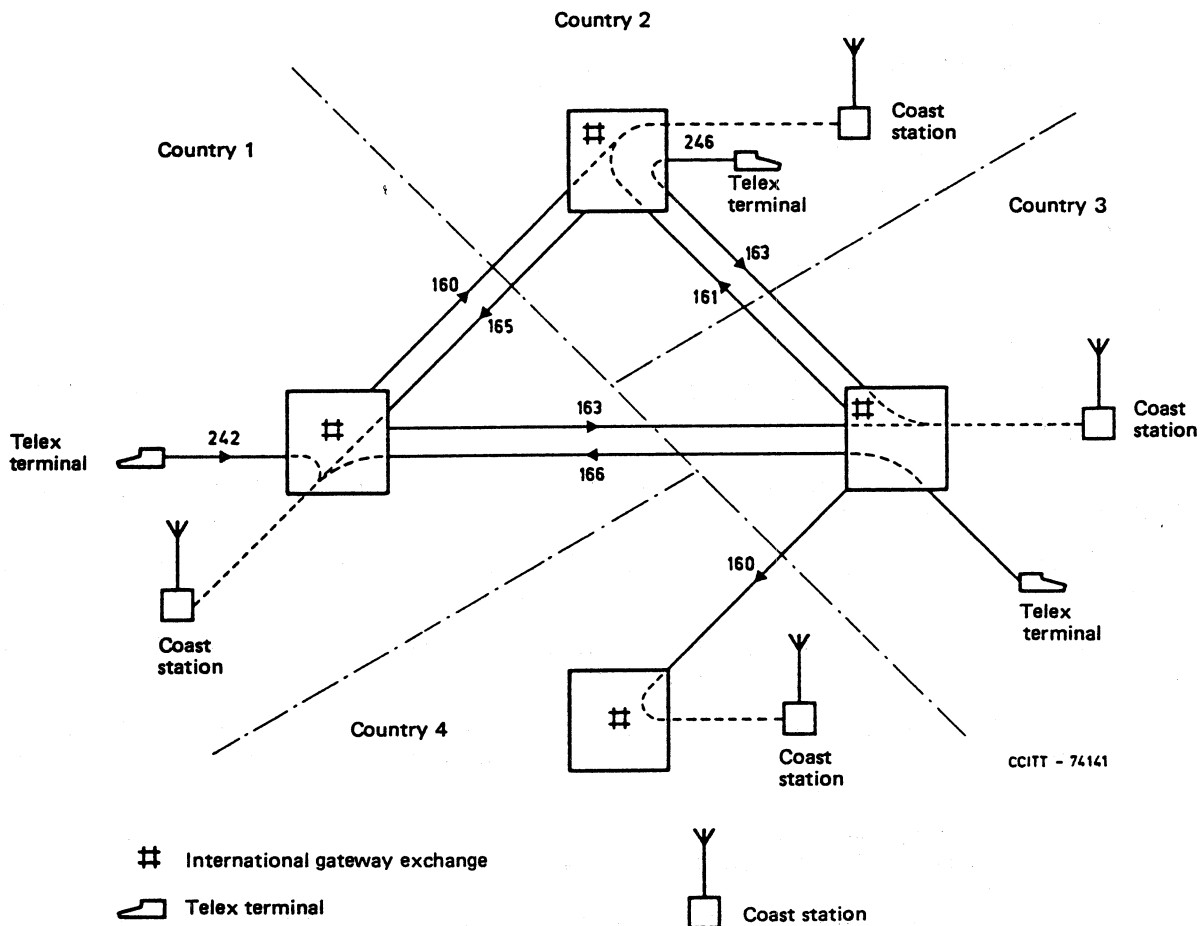 Country 2
Coast
station
Country 1
246
Telex
terminal
Country 3
163
160
161
165
163
Coast
station
Telex
terminal
242
166
160
Telex
terminal
Coast
station
Country 4
Coast
station
CCITT - 74141
International gateway exchange
Telex terminal
Coast station